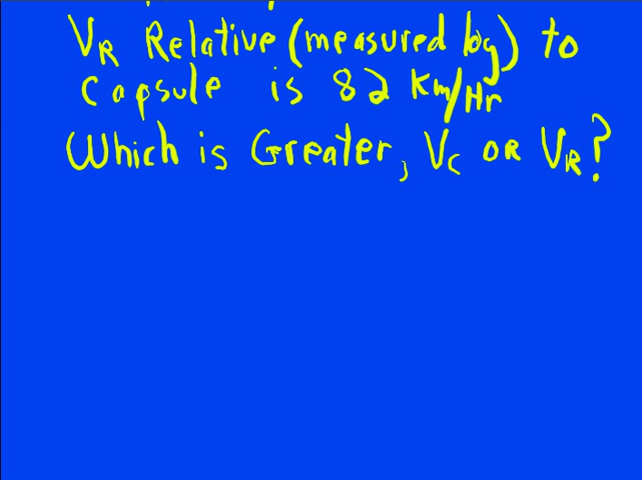 VR Relative (measured by) to
capsule is 82 Km/Hr
Which is Greater, Vc OR VR?